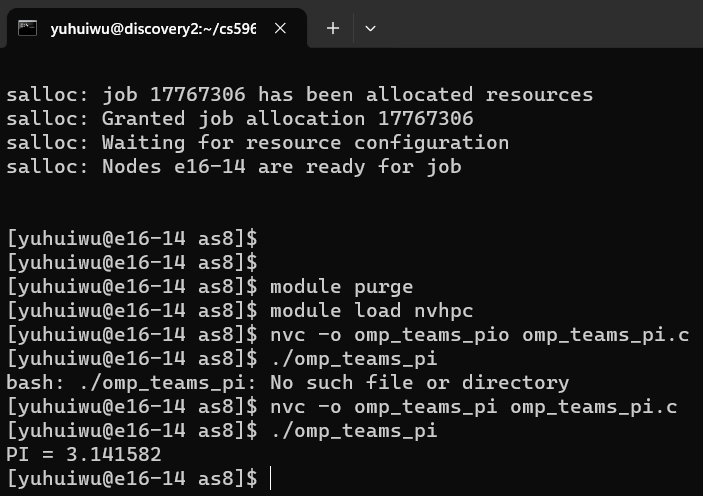 yuhuiwu@discovery2:~/cs596
salloc: job 17767306 has been allocated resources
salloc: Granted job allocation 17767306
salloc: Waiting for resource configuration
salloc: Nodes e16-14 are ready for job
[yuhuiwu@e16-14 as8]$
[yuhuiwu@e16-14 as8]$
[yuhuiwu@e16-14 as8]$ module purge
[yuhuiwu@e16-14 as8]$ module load nvhpc
[yuhuiwu@e16-14 as8]$ nvc -o omp_teams_pio omp_teams_pi.c
[yuhuiwu@e16-14 as8]$ ./omp_teams_pi
bash: ./omp_teams_pi: No such file or directory
[yuhuiwu@e16-14 as8]$ nvc -o omp_teams_pi omp_teams_pi.c
[yuhuiwu@e16-14 as8]$ ./omp_teams_pi
PI = 3.141582
[yuhuiwu@e16-14 as8]$